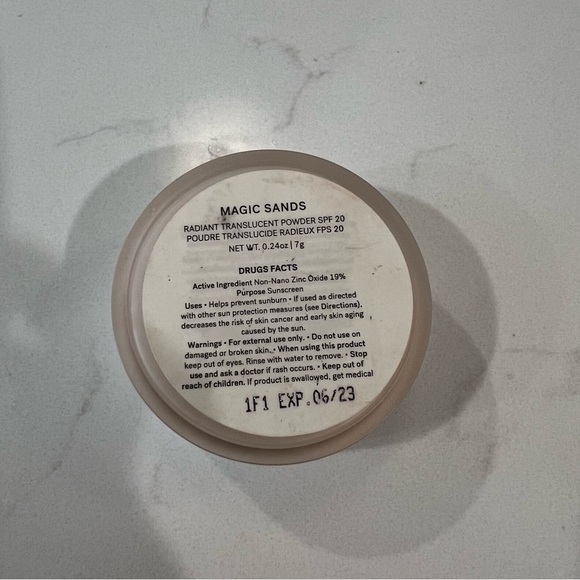 MAGIC SANDS
RADIANT TRANSLUCENT POWDER SPF 20
POUDRE TRANSLUCIDE RADIEUX FPS 20
NET WT. 0.24oz | 7g
DRUGS FACTS
Active Ingredient Non-Nano Zinc Oxide 19%
Purpose Sunscreen
Uses • Helps prevent sunburn • If used as directed
with other sun protection measures (see Directions),
decreases the risk of skin cancer and early skin aging
caused by the sun.
Warnings • For external use only. • Do not use on
damaged or broken skin. • When using this product
keep out of eyes. Rinse with water to remove. • Stop
use and ask a doctor if rash occurs. • Keep out of
reach of children. If product is swallowed, get medical
1F1 EXP.06/23